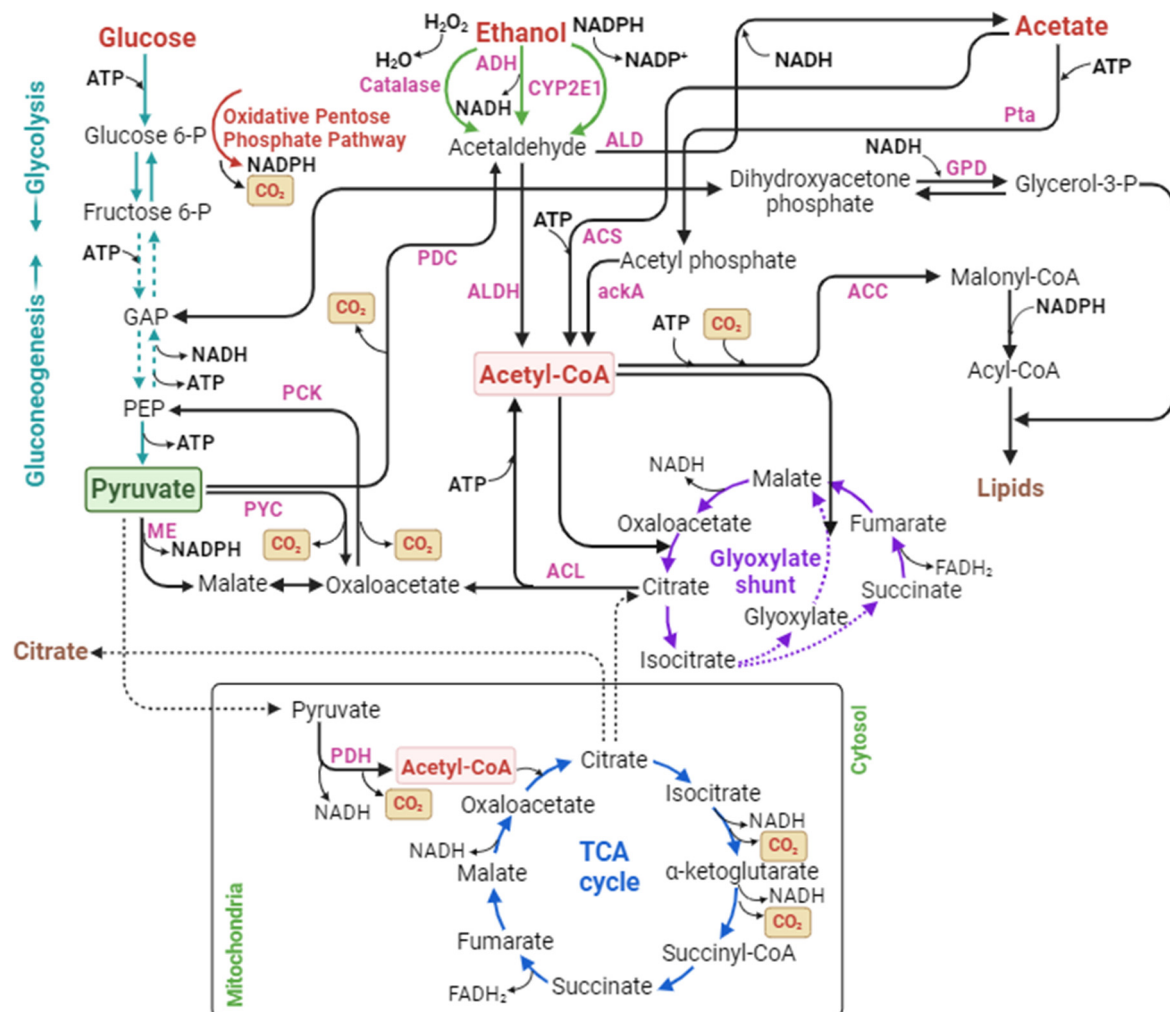 Glucose
ATP
Glucose 6-P
Oxidative Pentose
Phosphate Pathway
NADPH
CO₂
Fructose 6-P
ATP
GAP
NADH
ATP
PEP
ATP
Pyruvate
Gluconeogenesis
Glycolysis
H₂O₂
H₂O
Ethanol
NADPH
NADP⁺
Catalase
ADH
CYP2E1
NADH
Acetaldehyde
ALD
NADH
Acetate
ATP
Pta
NADH
GPD
Dihydroxyacetone
phosphate
Glycerol-3-P
PDC
CO₂
ATP
ACS
Acetyl phosphate
ALDH
ackA
ATP
CO₂
ACC
Malonyl-CoA
NADPH
Acyl-CoA
Lipids
Acetyl-CoA
PCK
PYC
CO₂
CO₂
ME
NADPH
Malate
Oxaloacetate
ATP
ACL
NADH
Malate
Oxaloacetate
Fumarate
Glyoxylate
shunt
FADH₂
Citrate
Succinate
Glyoxylate
Isocitrate
Citrate
Pyruvate
PDH
NADH
CO₂
Acetyl-CoA
Citrate
Oxaloacetate
Isocitrate
NADH
CO₂
NADH
Malate
TCA
cycle
α-ketoglutarate
NADH
CO₂
Fumarate
Succinyl-CoA
FADH₂
Succinate
Cytosol
Mitochondria